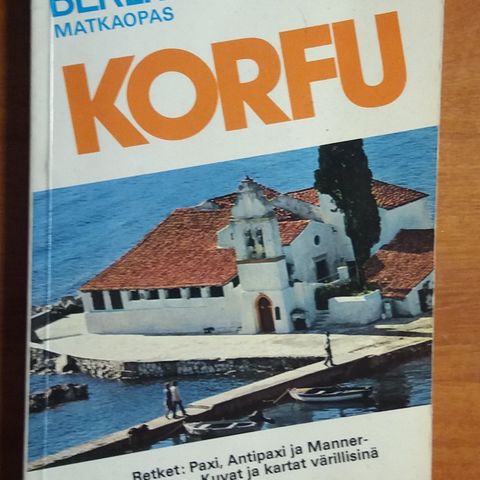 MATKAOPAS
KORFU
Retket: Paxi, Antipaxi ja Manner-
Kuvat ja kartat värillisinä